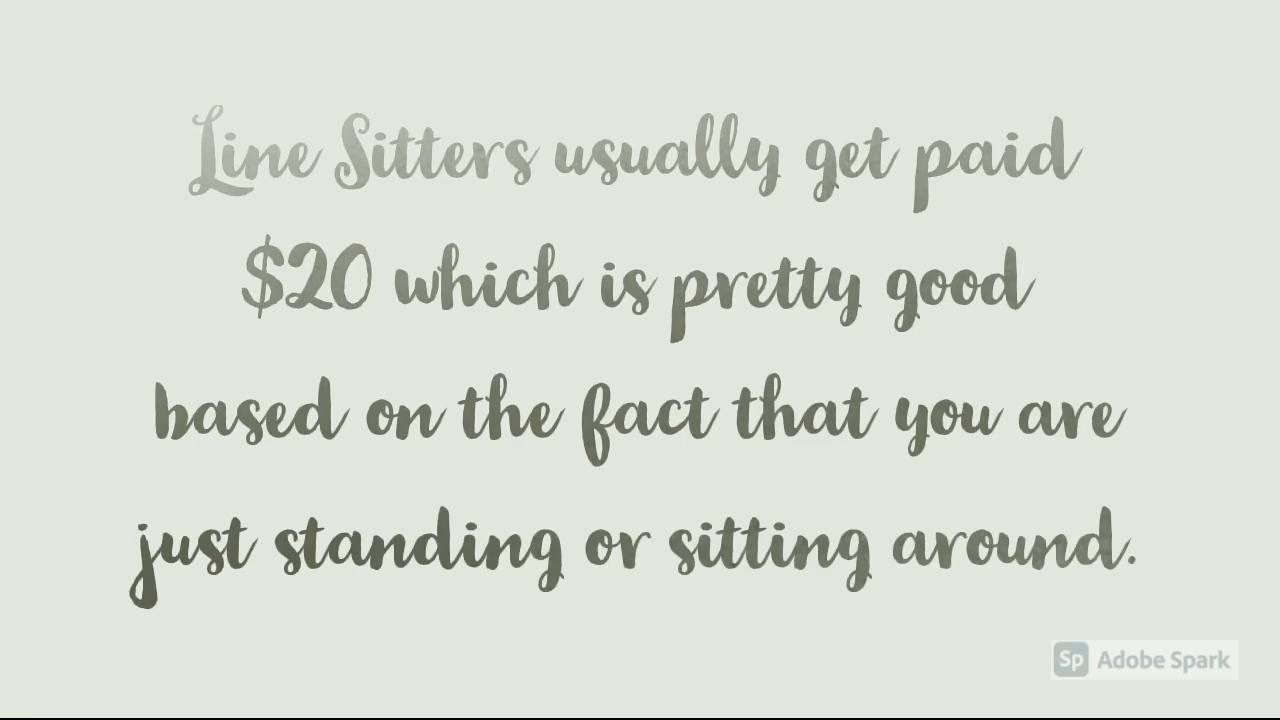 Line Sitters usually get paid
$20 which is pretty good
based on the fact that you are
just standing or sitting around.
Sp Adobe Spark